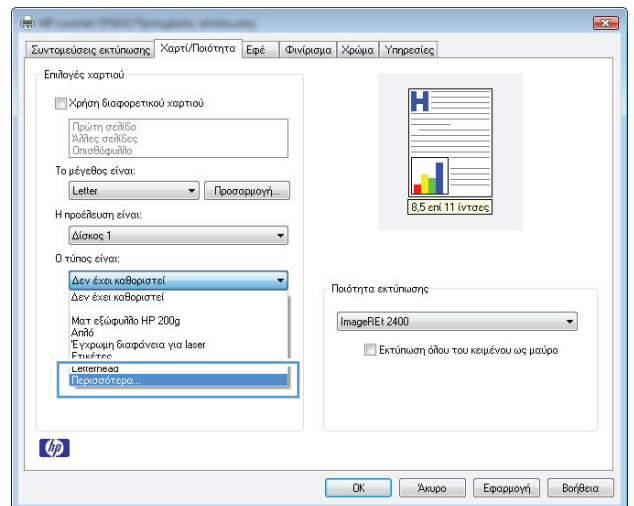 Συντομεύσεις εκτύπωσης Χαρτί/Ποιότητα Εφέ Φινίρισμα Χρώμα Υπηρεσίες
Επιλογές χαρτιού
Χρήση διαφορετικού χαρτιού
Πρώτη σελίδα
Άλλες σελίδες
Οπισθόφυλλο
Το μέγεθος είναι:
Letter Προσαρμογή...
Η προέλευση είναι:
Δίσκος 1
Ο τύπος είναι:
Δεν έχει καθοριστεί
Δεν έχει καθοριστεί
Ματ εξώφυλλο HP 200g
Απλό
Έγχρωμη διαφάνεια για laser
Ετικέτες
Letterhead
Περισσότερα...
H
8,5 επί 11 ίντσες
Ποιότητα εκτύπωσης
ImageREt 2400
Εκτύπωση όλου του κειμένου ως μαύρο
hp
OK Άκυρο Εφαρμογή Βοήθεια